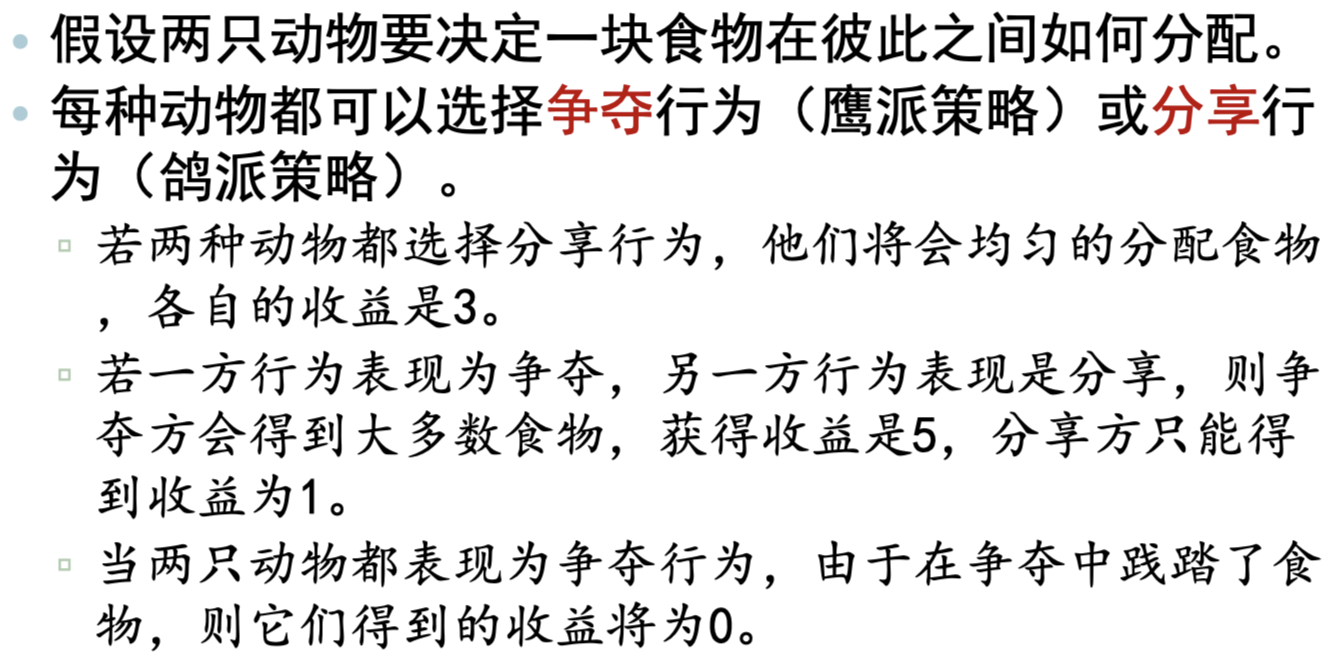 • 假设两只动物要决定一块食物在彼此之间如何分配。
• 每种动物都可以选择争夺行为（鹰派策略）或分享行
为（鸽派策略）。
▫ 若两种动物都选择分享行为，他们将会均匀的分配食物
，各自的收益是3。
▫ 若一方行为表现为争夺，另一方行为表现是分享，则争
夺方会得到大多数食物，获得收益是5，分享方只能得
到收益为1。
▫ 当两只动物都表现为争夺行为，由于在争夺中践踏了食
物，则它们得到的收益将为0。